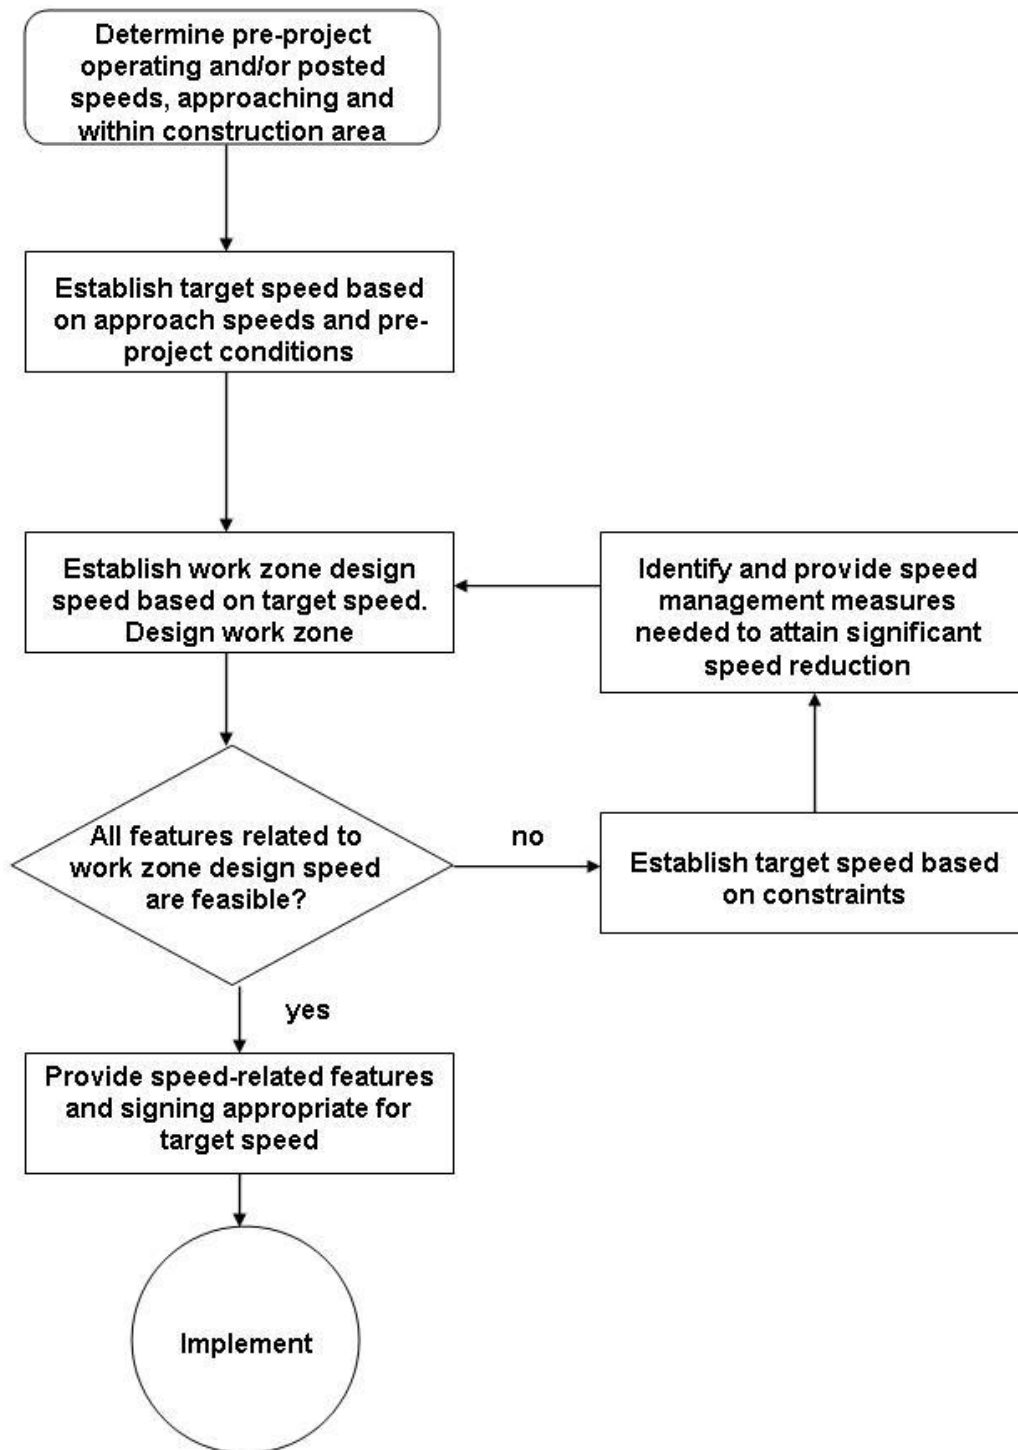 Determine pre-project
operating and/or posted
speeds, approaching and
within construction area
Establish target speed based
on approach speeds and pre-
project conditions
Establish work zone design
speed based on target speed.
Design work zone
Identify and provide speed
management measures
needed to attain significant
speed reduction
All features related to
work zone design speed
are feasible?
no
Establish target speed based
on constraints
yes
Provide speed-related features
and signing appropriate for
target speed
Implement